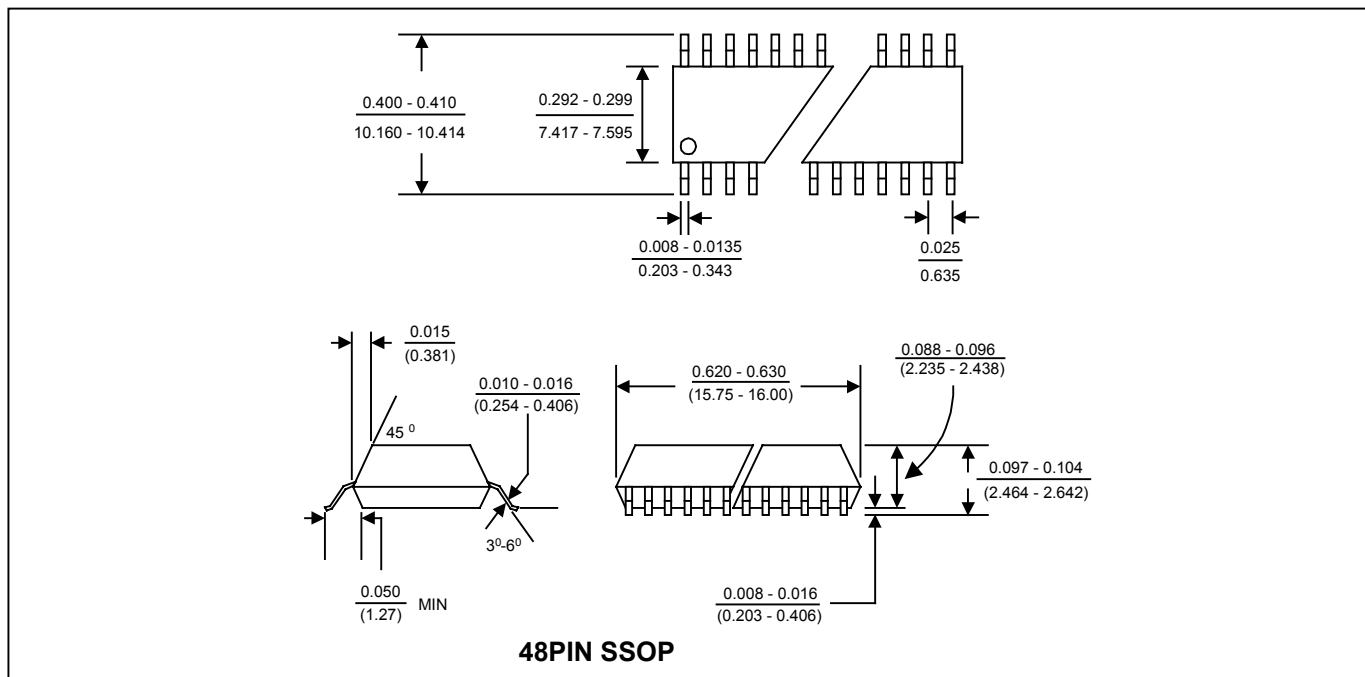 0.400 - 0.410
10.160 - 10.414
0.292 - 0.299
7.417 - 7.595
0.008 - 0.0135
0.203 - 0.343
0.025
0.635
0.015
(0.381)
0.010 - 0.016
(0.254 - 0.406)
45 ⁰
3⁰-6⁰
0.050
(1.27) MIN
0.620 - 0.630
(15.75 - 16.00)
0.088 - 0.096
(2.235 - 2.438)
0.097 - 0.104
(2.464 - 2.642)
0.008 - 0.016
(0.203 - 0.406)
48PIN SSOP